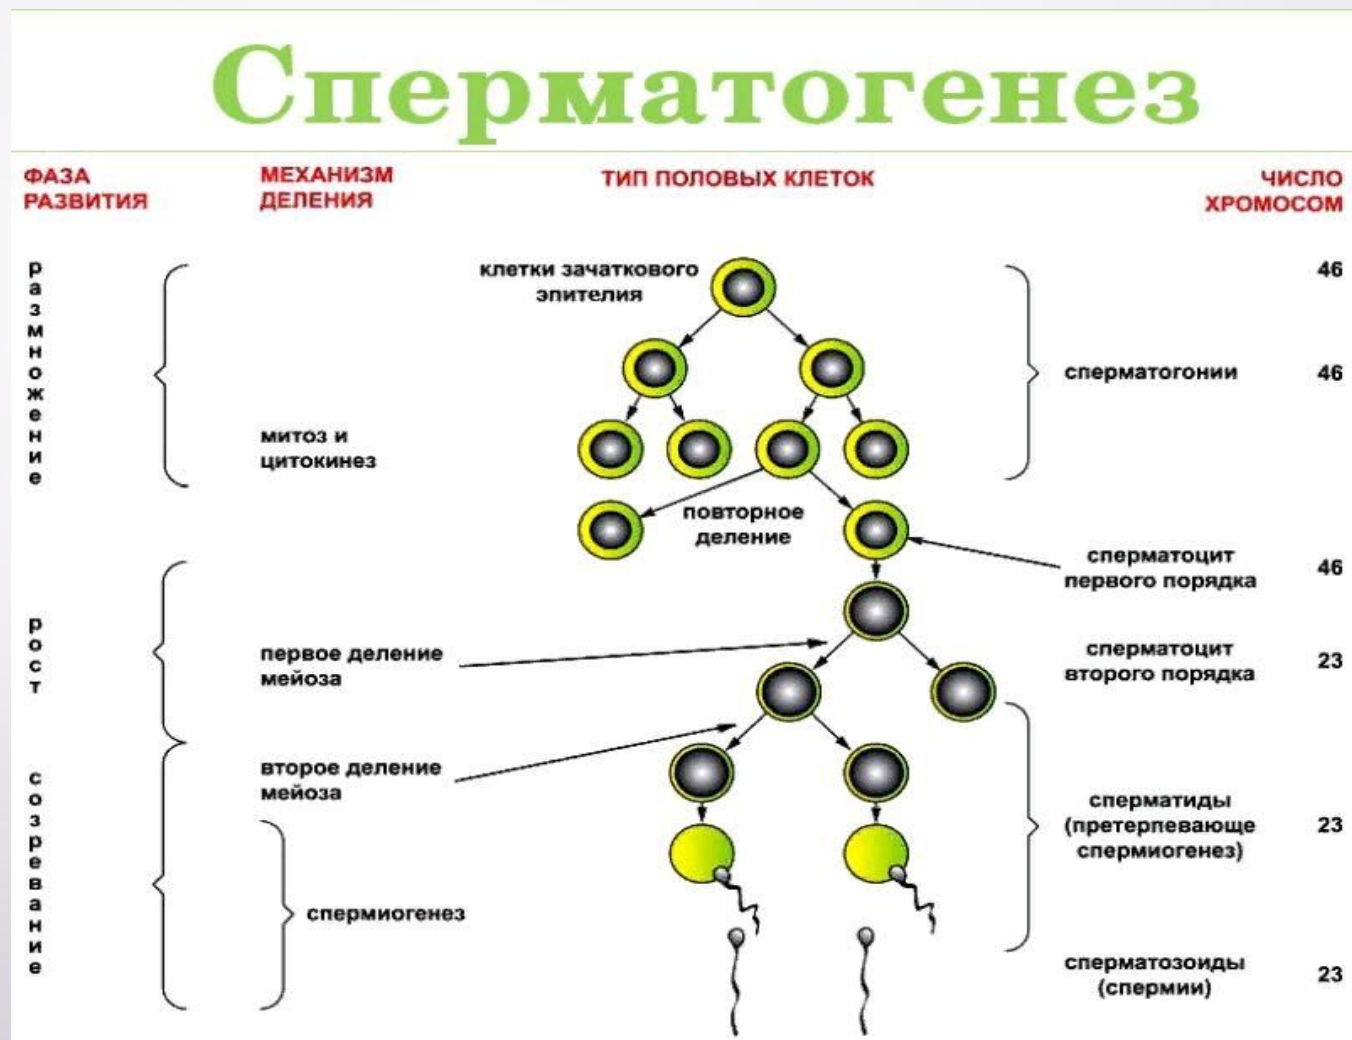 Сперматогенез
ФАЗА
РАЗВИТИЯ
МЕХАНИЗМ
ДЕЛЕНИЯ
ТИП ПОЛОВЫХ КЛЕТОК
ЧИСЛО
ХРОМОСОМ
размножение
клетки зачаткового
эпителия
46
сперматогонии
46
митоз и
цитокинез
повторное
деление
сперматоцит
первого порядка
46
рост
первое деление
мейоза
сперматоцит
второго порядка
23
созревание
второе деление
мейоза
сперматиды
(претерпевающе
спермиогенез)
23
спермиогенез
сперматозоиды
(спермии)
23